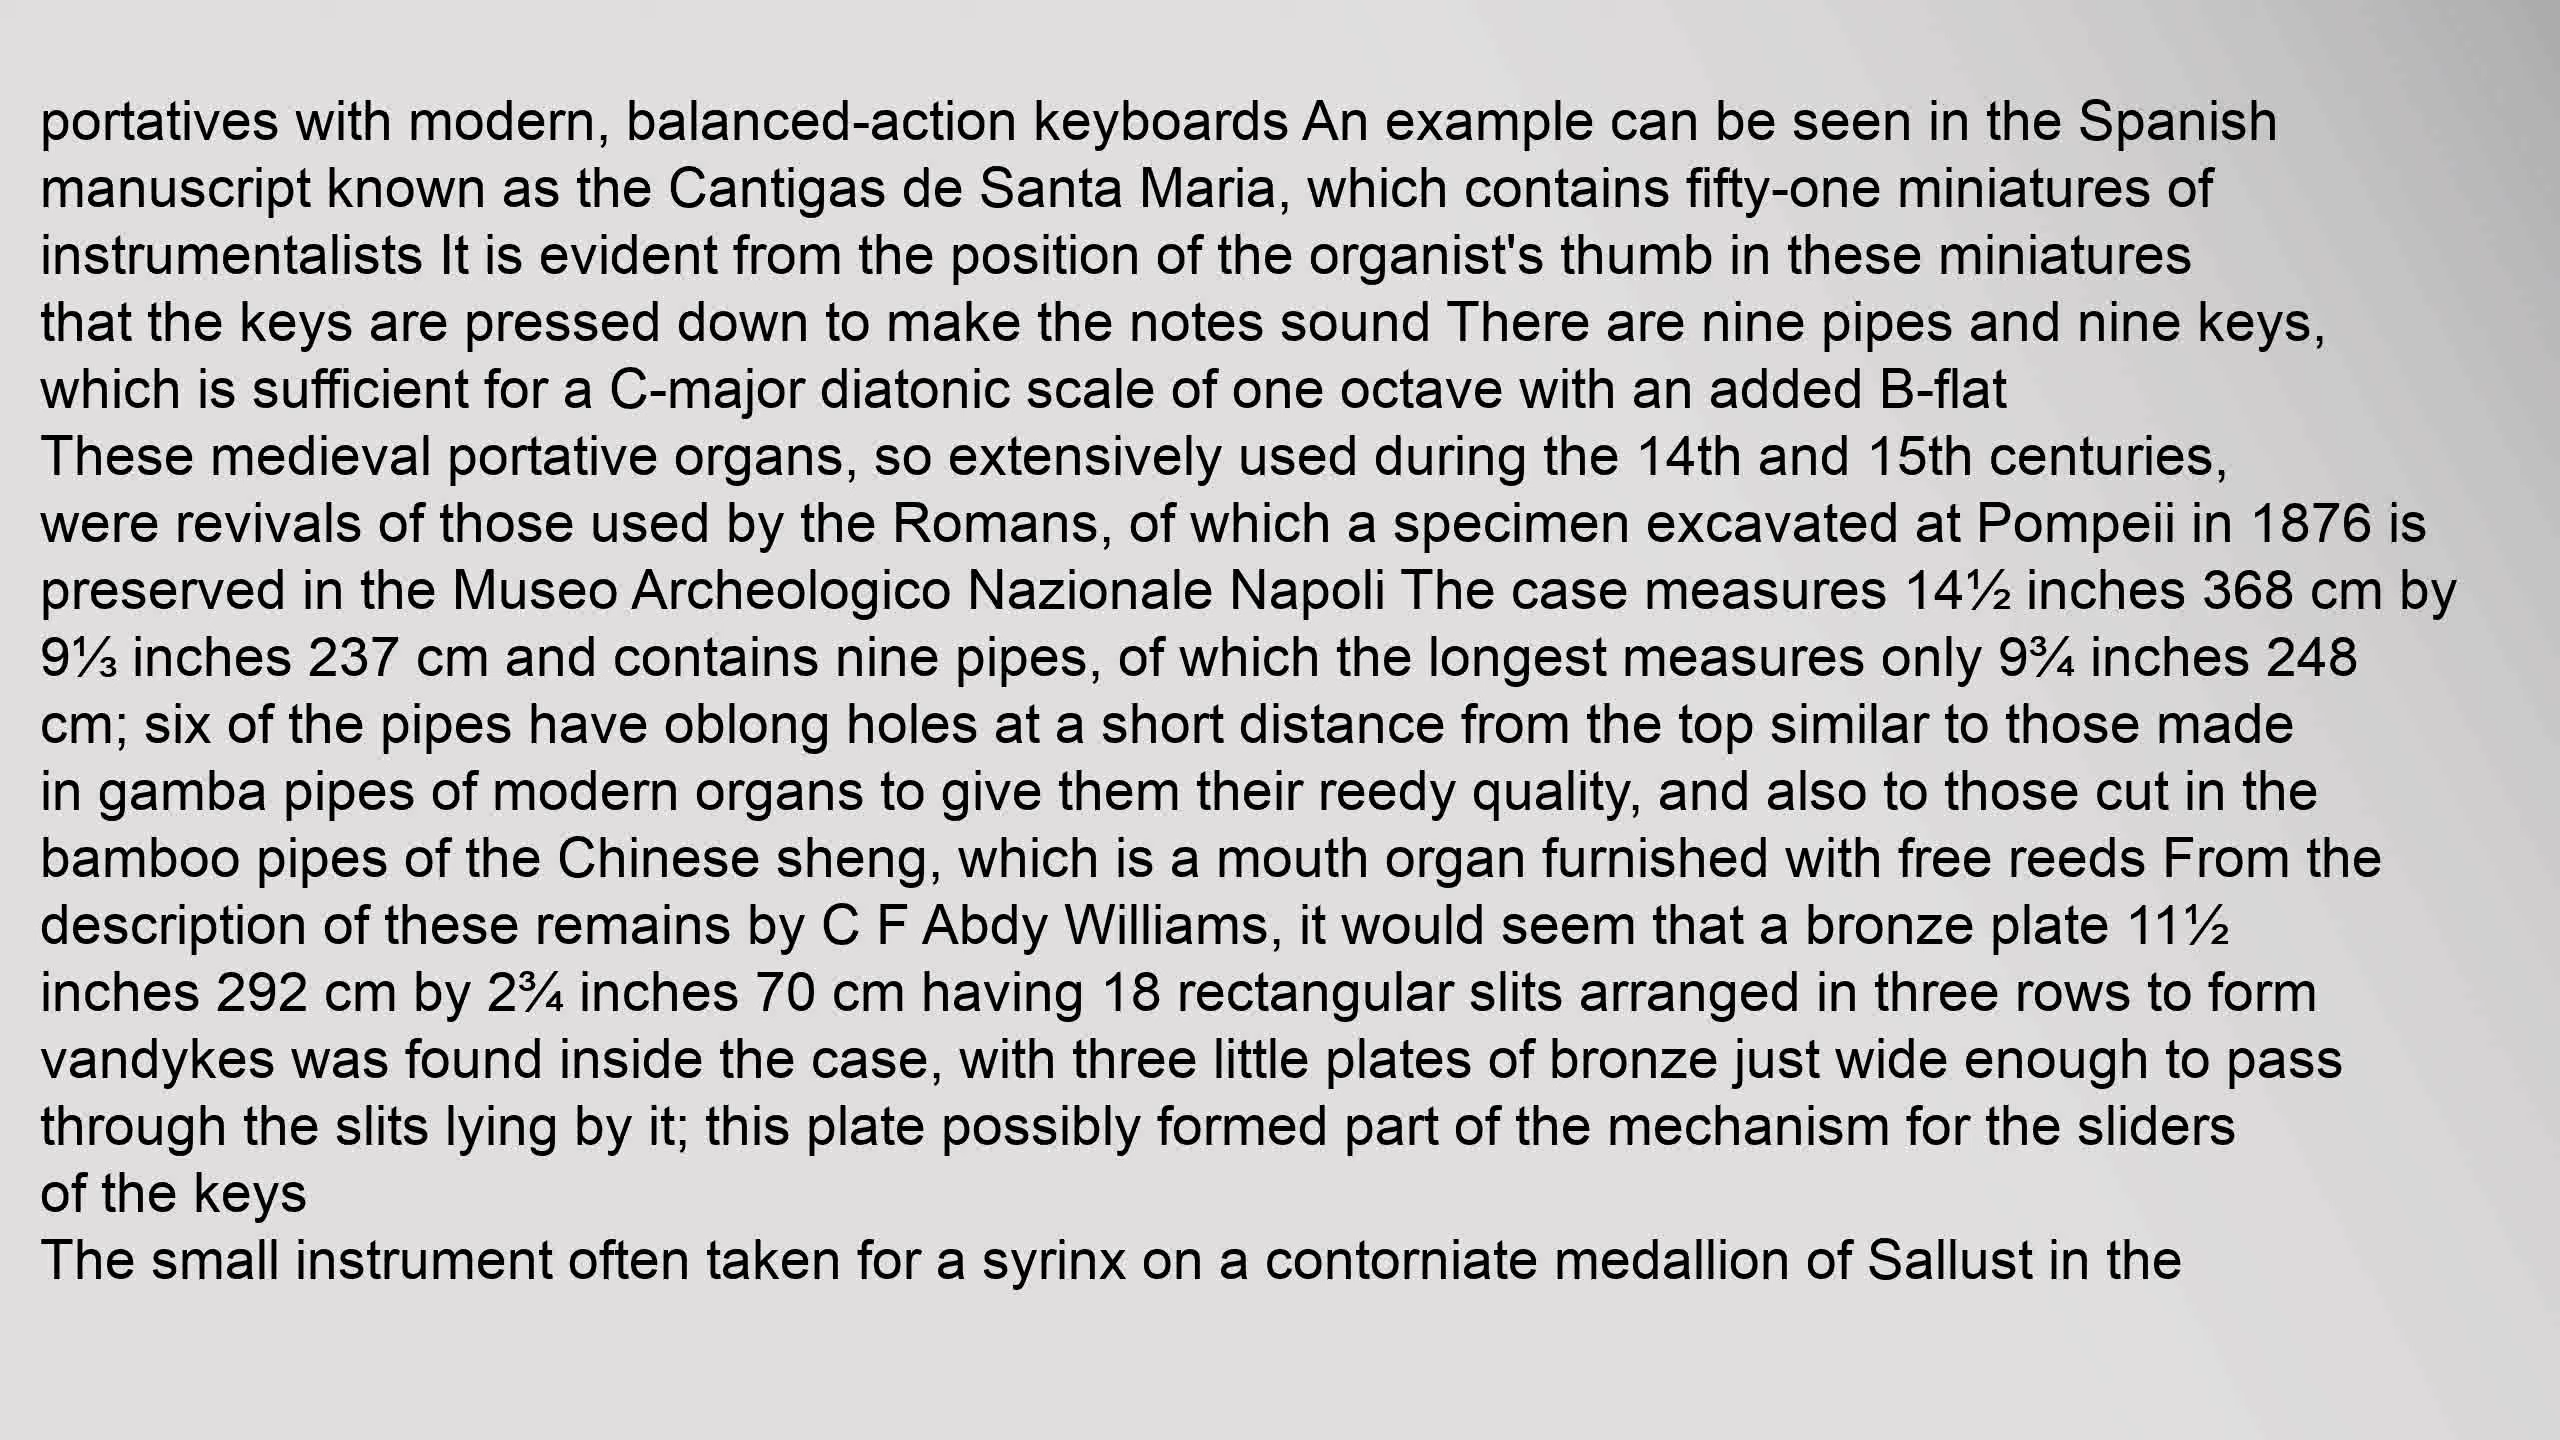 portatives with modern, balanced-action keyboards An example can be seen in the Spanish
manuscript known as the Cantigas de Santa Maria, which contains fifty-one miniatures of
instrumentalists It is evident from the position of the organist's thumb in these miniatures
that the keys are pressed down to make the notes sound There are nine pipes and nine keys,
which is sufficient for a C-major diatonic scale of one octave with an added B-flat
These medieval portative organs, so extensively used during the 14th and 15th centuries,
were revivals of those used by the Romans, of which a specimen excavated at Pompeii in 1876 is
preserved in the Museo Archeologico Nazionale Napoli The case measures 14½ inches 368 cm by
9⅓ inches 237 cm and contains nine pipes, of which the longest measures only 9¾ inches 248
cm; six of the pipes have oblong holes at a short distance from the top similar to those made
in gamba pipes of modern organs to give them their reedy quality, and also to those cut in the
bamboo pipes of the Chinese sheng, which is a mouth organ furnished with free reeds From the
description of these remains by C F Abdy Williams, it would seem that a bronze plate 11½
inches 292 cm by 2¾ inches 70 cm having 18 rectangular slits arranged in three rows to form
vandykes was found inside the case, with three little plates of bronze just wide enough to pass
through the slits lying by it; this plate possibly formed part of the mechanism for the sliders
of the keys
The small instrument often taken for a syrinx on a contorniate medallion of Sallust in the